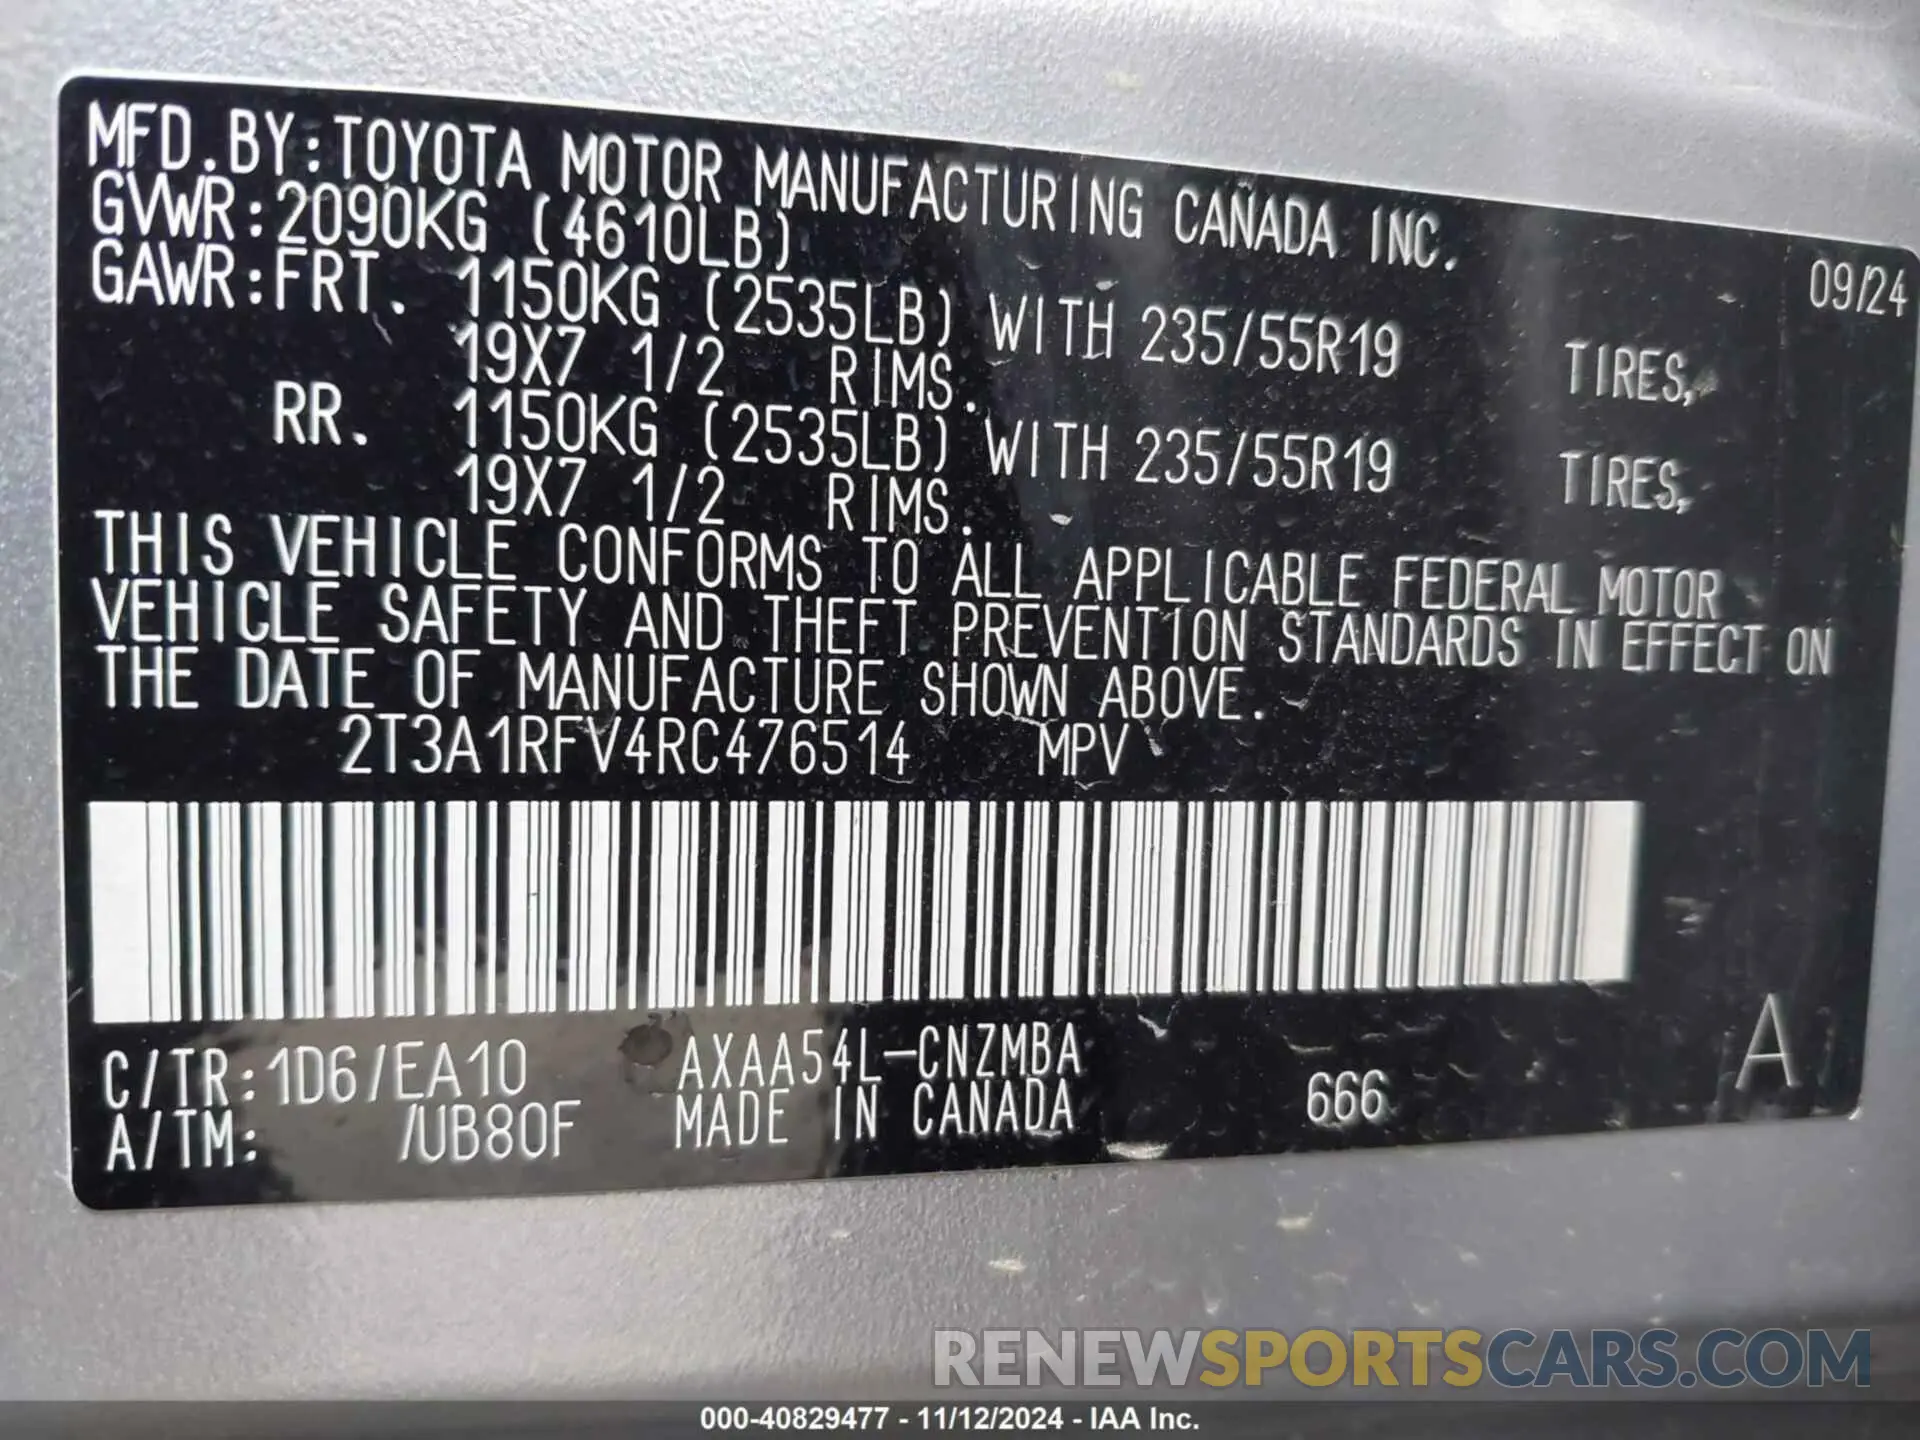 MFD.BY:TOYOTA MOTOR MANUFACTURING CANADA INC.
GVWR:2090KG (4610LB) 09/24
GAWR:FRT. 1150KG (2535LB) WITH 235/55R19 TIRES,
19X7 1/2 RIMS.
RR. 1150KG (2535LB) WITH 235/55R19 TIRES,
19X7 1/2 RIMS.
THIS VEHICLE CONFORMS TO ALL APPLICABLE FEDERAL MOTOR
VEHICLE SAFETY AND THEFT PREVENTION STANDARDS IN EFFECT ON
THE DATE OF MANUFACTURE SHOWN ABOVE.
2T3A1RFV4RC476514 MPV
C/TR:1D6/EA10 AXAA54L-CNZMBA A
A/TM: /UB80F MADE IN CANADA 666
RENEWSPORTSCARS.COM
000-40829477 - 11/12/2024 - IAA Inc.